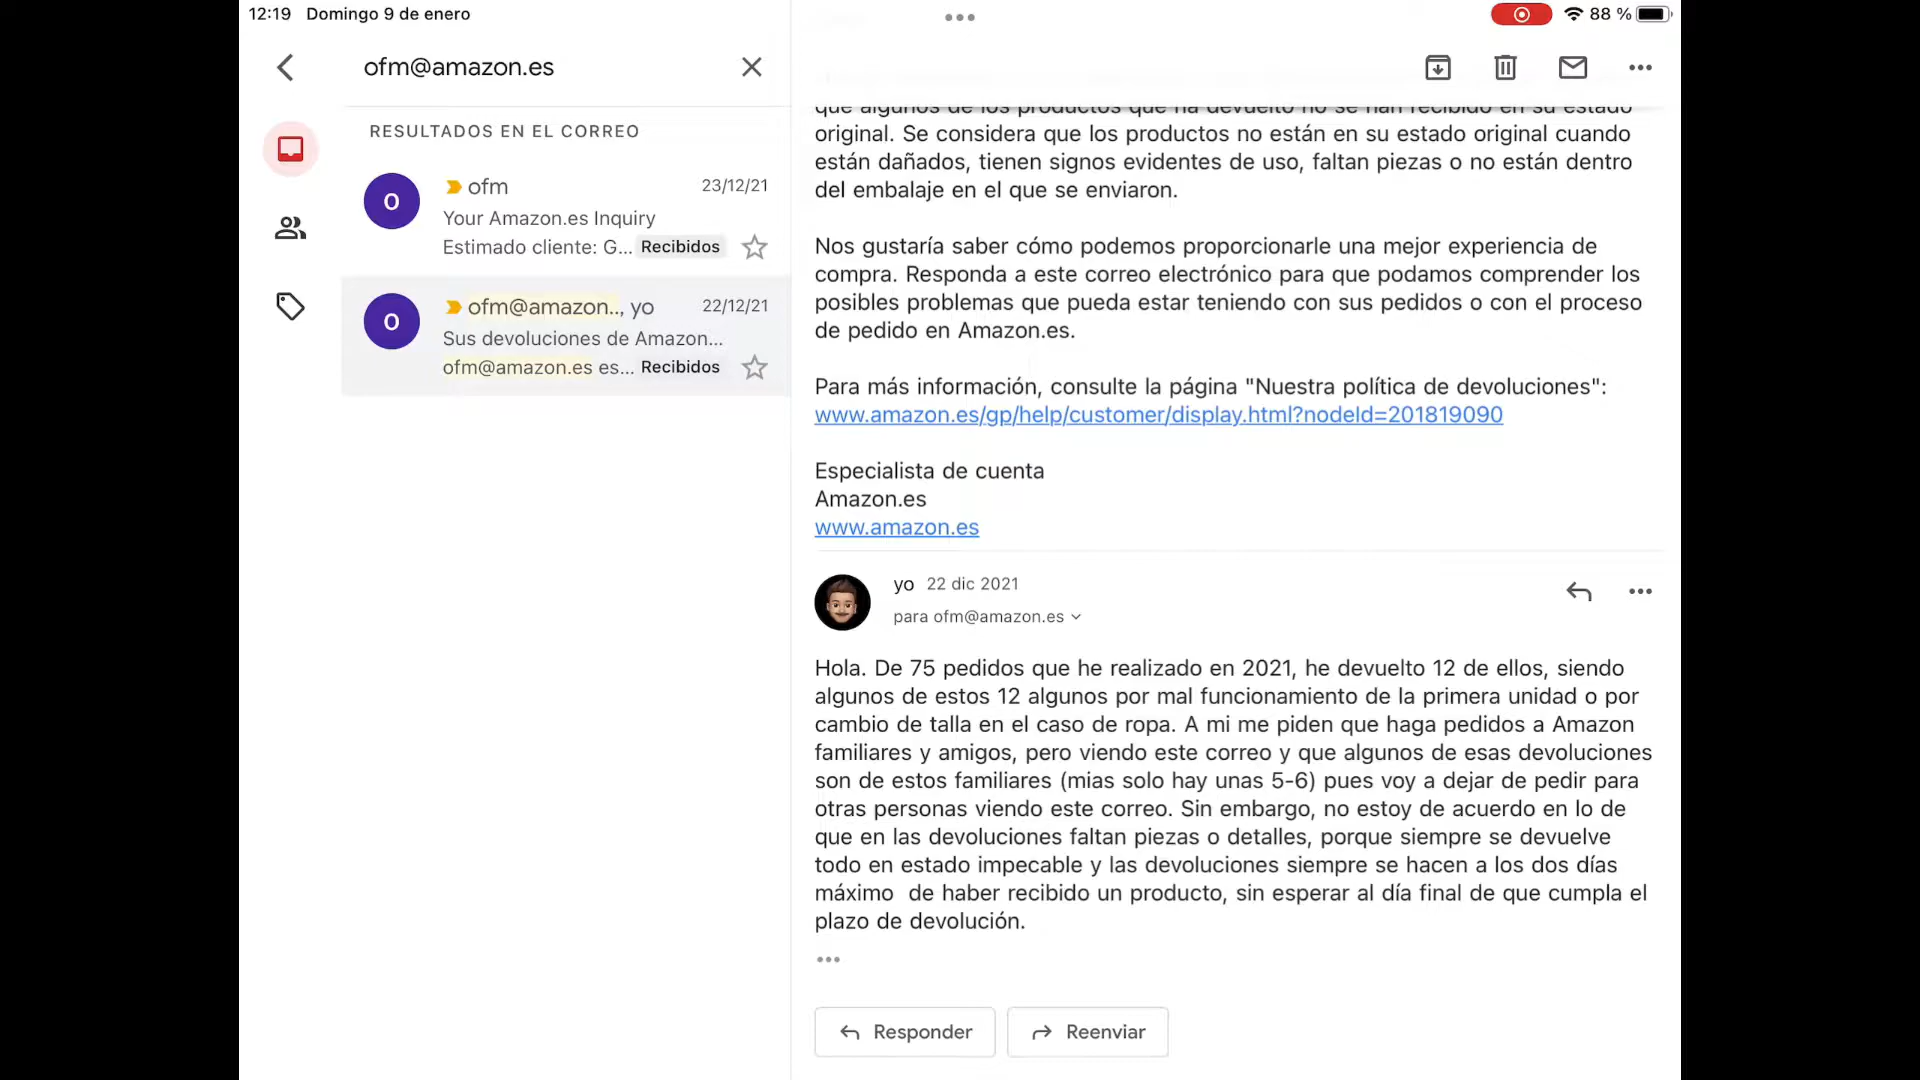 12:19 Domingo 9 de enero
88 %
ofm@amazon.es
RESULTADOS EN EL CORREO
O
ofm
23/12/21
Your Amazon.es Inquiry
Estimado cliente: G... Recibidos
O
ofm@amazon.., yo
22/12/21
Sus devoluciones de Amazon...
ofm@amazon.es es... Recibidos
que algunos de los productos que ha devuelto no se han recibido en su estado
original. Se considera que los productos no están en su estado original cuando
están dañados, tienen signos evidentes de uso, faltan piezas o no están dentro
del embalaje en el que se enviaron.
Nos gustaría saber cómo podemos proporcionarle una mejor experiencia de
compra. Responda a este correo electrónico para que podamos comprender los
posibles problemas que pueda estar teniendo con sus pedidos o con el proceso
de pedido en Amazon.es.
Para más información, consulte la página "Nuestra política de devoluciones":
www.amazon.es/gp/help/customer/display.html?nodeId=201819090
Especialista de cuenta
Amazon.es
www.amazon.es
yo 22 dic 2021
para ofm@amazon.es
Hola. De 75 pedidos que he realizado en 2021, he devuelto 12 de ellos, siendo
algunos de estos 12 algunos por mal funcionamiento de la primera unidad o por
cambio de talla en el caso de ropa. A mi me piden que haga pedidos a Amazon
familiares y amigos, pero viendo este correo y que algunos de esas devoluciones
son de estos familiares (mias solo hay unas 5-6) pues voy a dejar de pedir para
otras personas viendo este correo. Sin embargo, no estoy de acuerdo en lo de
que en las devoluciones faltan piezas o detalles, porque siempre se devuelve
todo en estado impecable y las devoluciones siempre se hacen a los dos días
máximo  de haber recibido un producto, sin esperar al día final de que cumpla el
plazo de devolución.
Responder
Reenviar